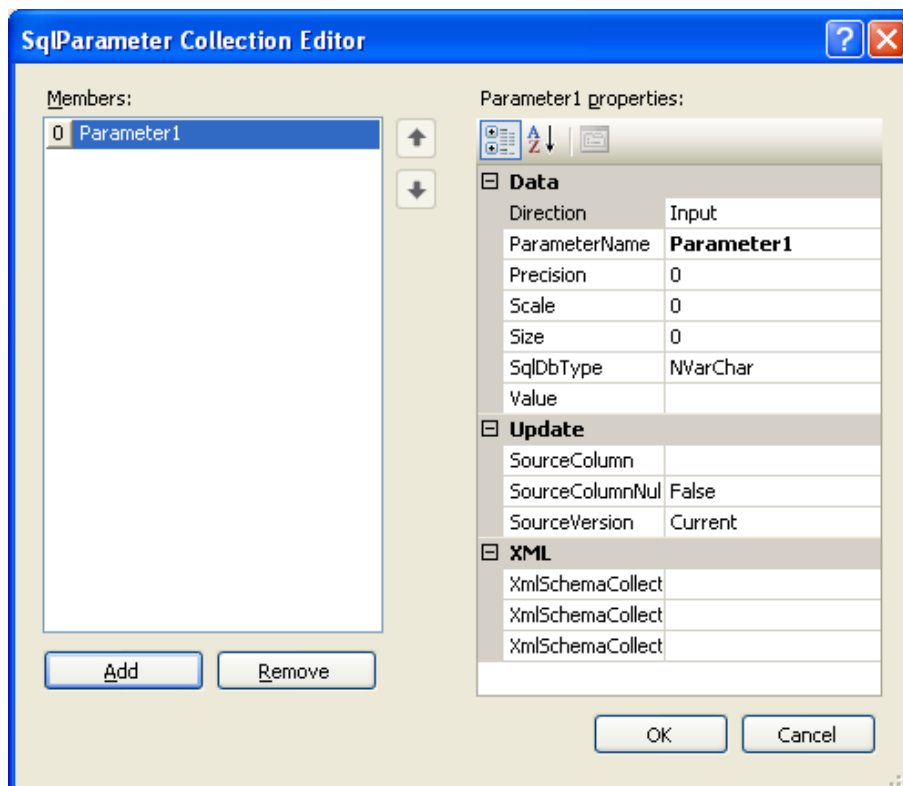 SqlParameter Collection Editor
Members:
0 Parameter1
Add
Remove
Parameter1 properties:
Data
Direction Input
ParameterName Parameter1
Precision 0
Scale 0
Size 0
SqlDbType NVarChar
Value
Update
SourceColumn
SourceColumnNul False
SourceVersion Current
XML
XmlSchemaCollect
XmlSchemaCollect
XmlSchemaCollect
OK
Cancel